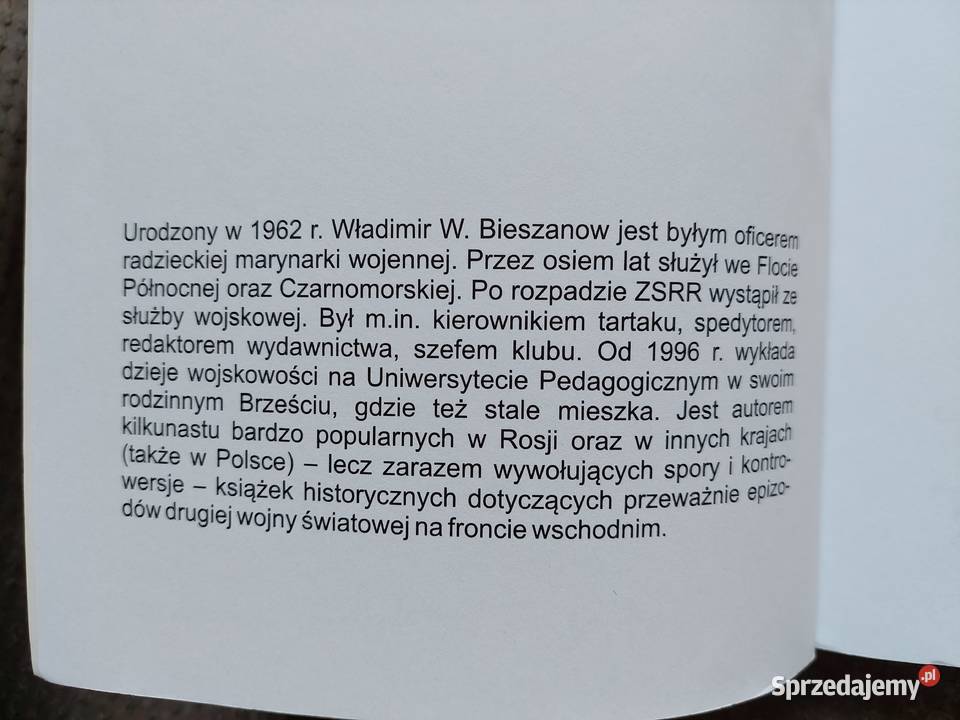 Urodzony w 1962 r. Władimir W. Bieszanow jest byłym oficerem
radzieckiej marynarki wojennej. Przez osiem lat służył we Flocie
Północnej oraz Czarnomorskiej. Po rozpadzie ZSRR wystąpił ze
służby wojskowej. Był m.in. kierownikiem tartaku, spedytorem,
redaktorem wydawnictwa, szefem klubu. Od 1996 r. wykłada
dzieje wojskowości na Uniwersytecie Pedagogicznym w swoim
rodzinnym Brześciu, gdzie też stale mieszka. Jest autorem
kilkunastu bardzo popularnych w Rosji oraz w innych krajach
(także w Polsce) – lecz zarazem wywołujących spory i kontro-
wersje – książek historycznych dotyczących przeważnie epizo-
dów drugiej wojny światowej na froncie wschodnim.
Sprzedajemy.pl